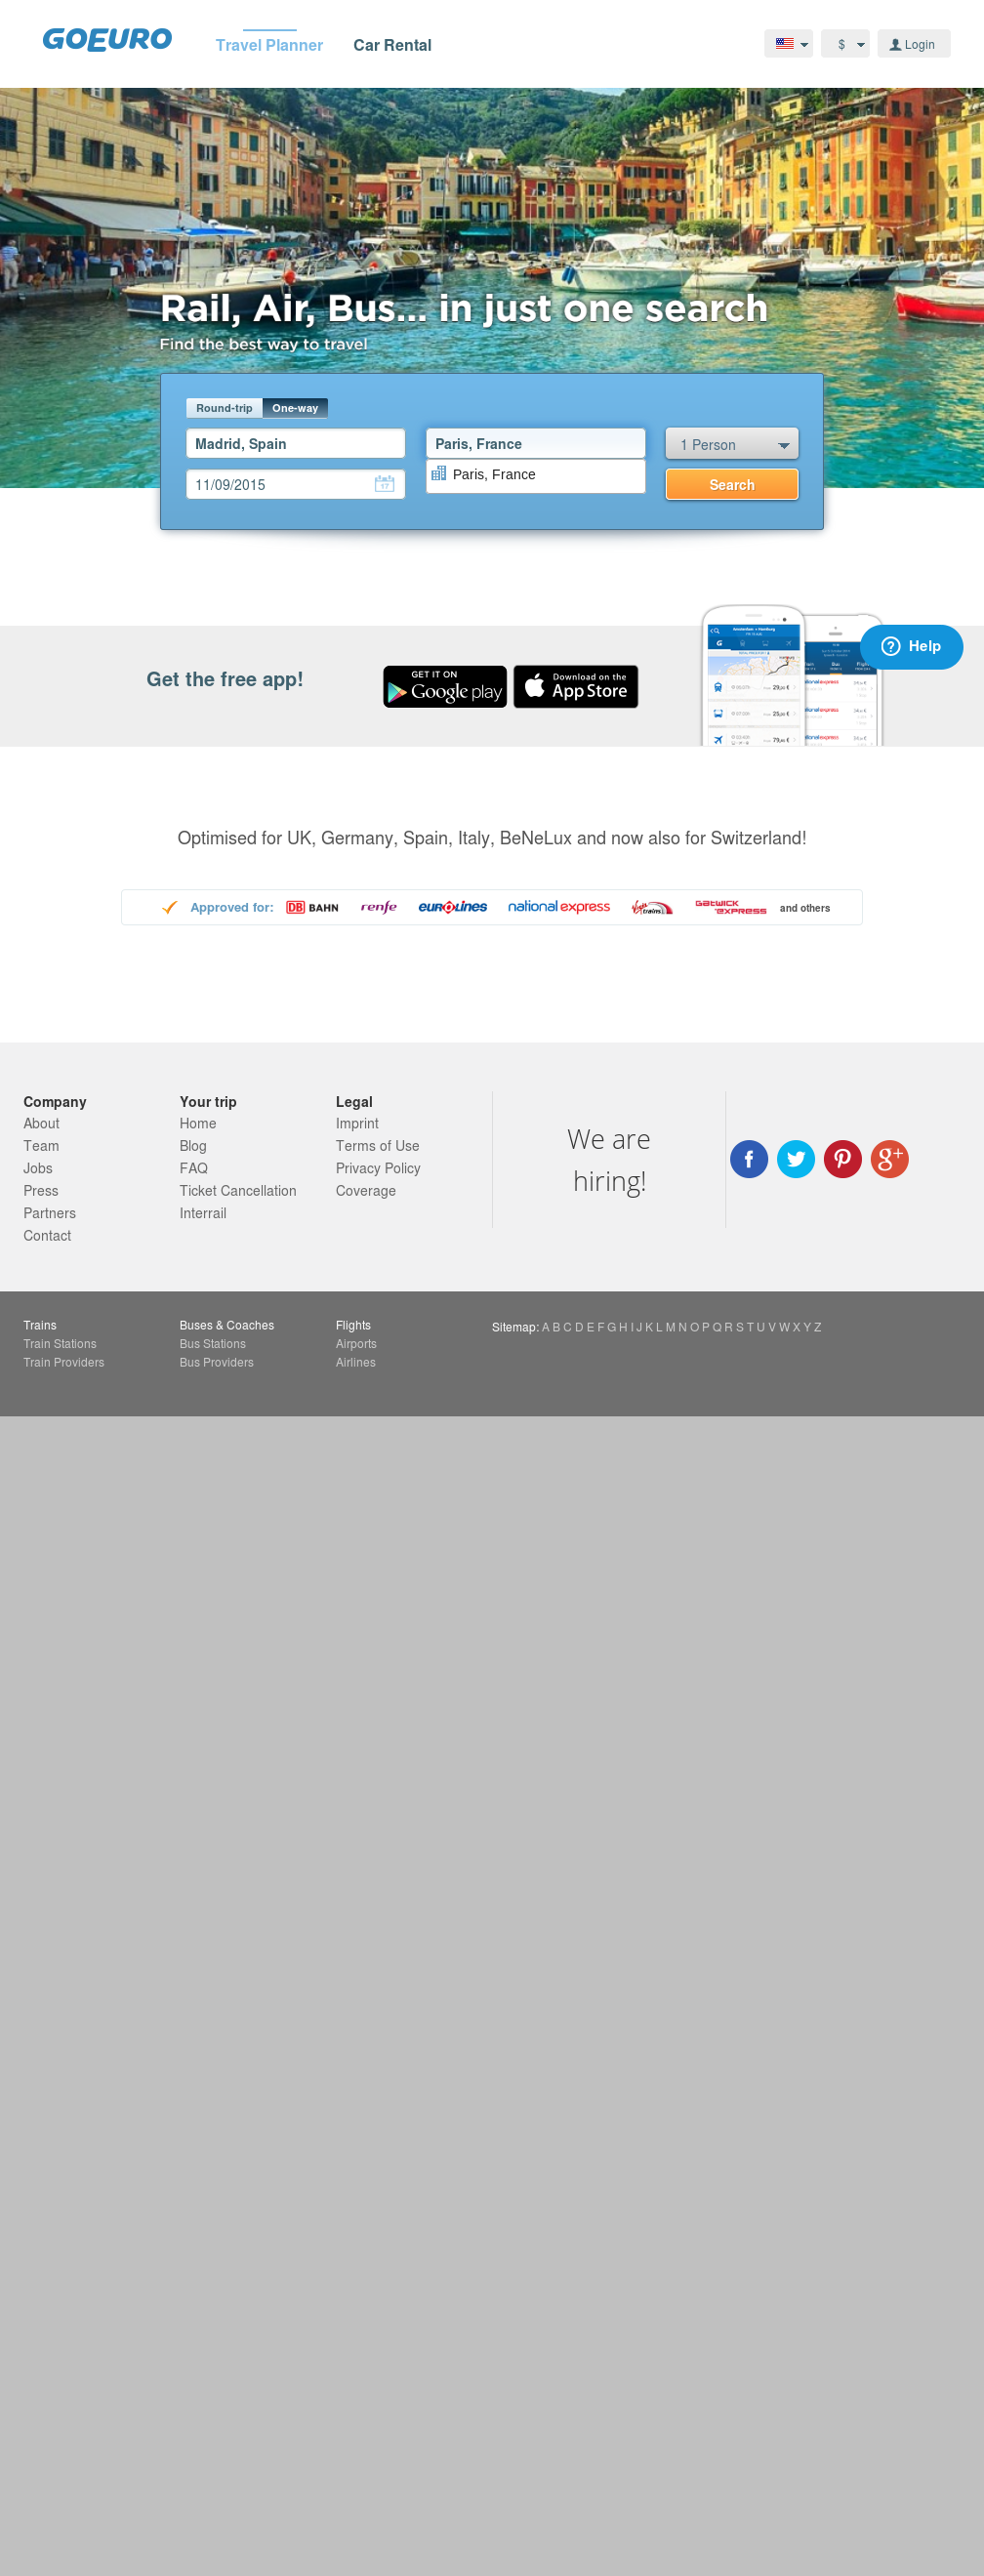 GOEURO
Travel Planner
Car Rental
$
Login
Rail, Air, Bus... in just one search
Find the best way to travel
Round-trip
One-way
Madrid, Spain
Paris, France
1 Person
11/09/2015
17
Paris, France
Search
Get the free app!
GET IT ON
Google play
Download on the
App Store
Help
Optimised for UK, Germany, Spain, Italy, BeNeLux and now also for Switzerland!
Approved for:
DB BAHN
renfe
eurolines
national express
Virgin trains
GATWICK EXPRESS
and others
Company
About
Team
Jobs
Press
Partners
Contact
Your trip
Home
Blog
FAQ
Ticket Cancellation
Interrail
Legal
Imprint
Terms of Use
Privacy Policy
Coverage
We are
hiring!
Trains
Train Stations
Train Providers
Buses & Coaches
Bus Stations
Bus Providers
Flights
Airports
Airlines
Sitemap: A B C D E F G H I J K L M N O P Q R S T U V W X Y Z